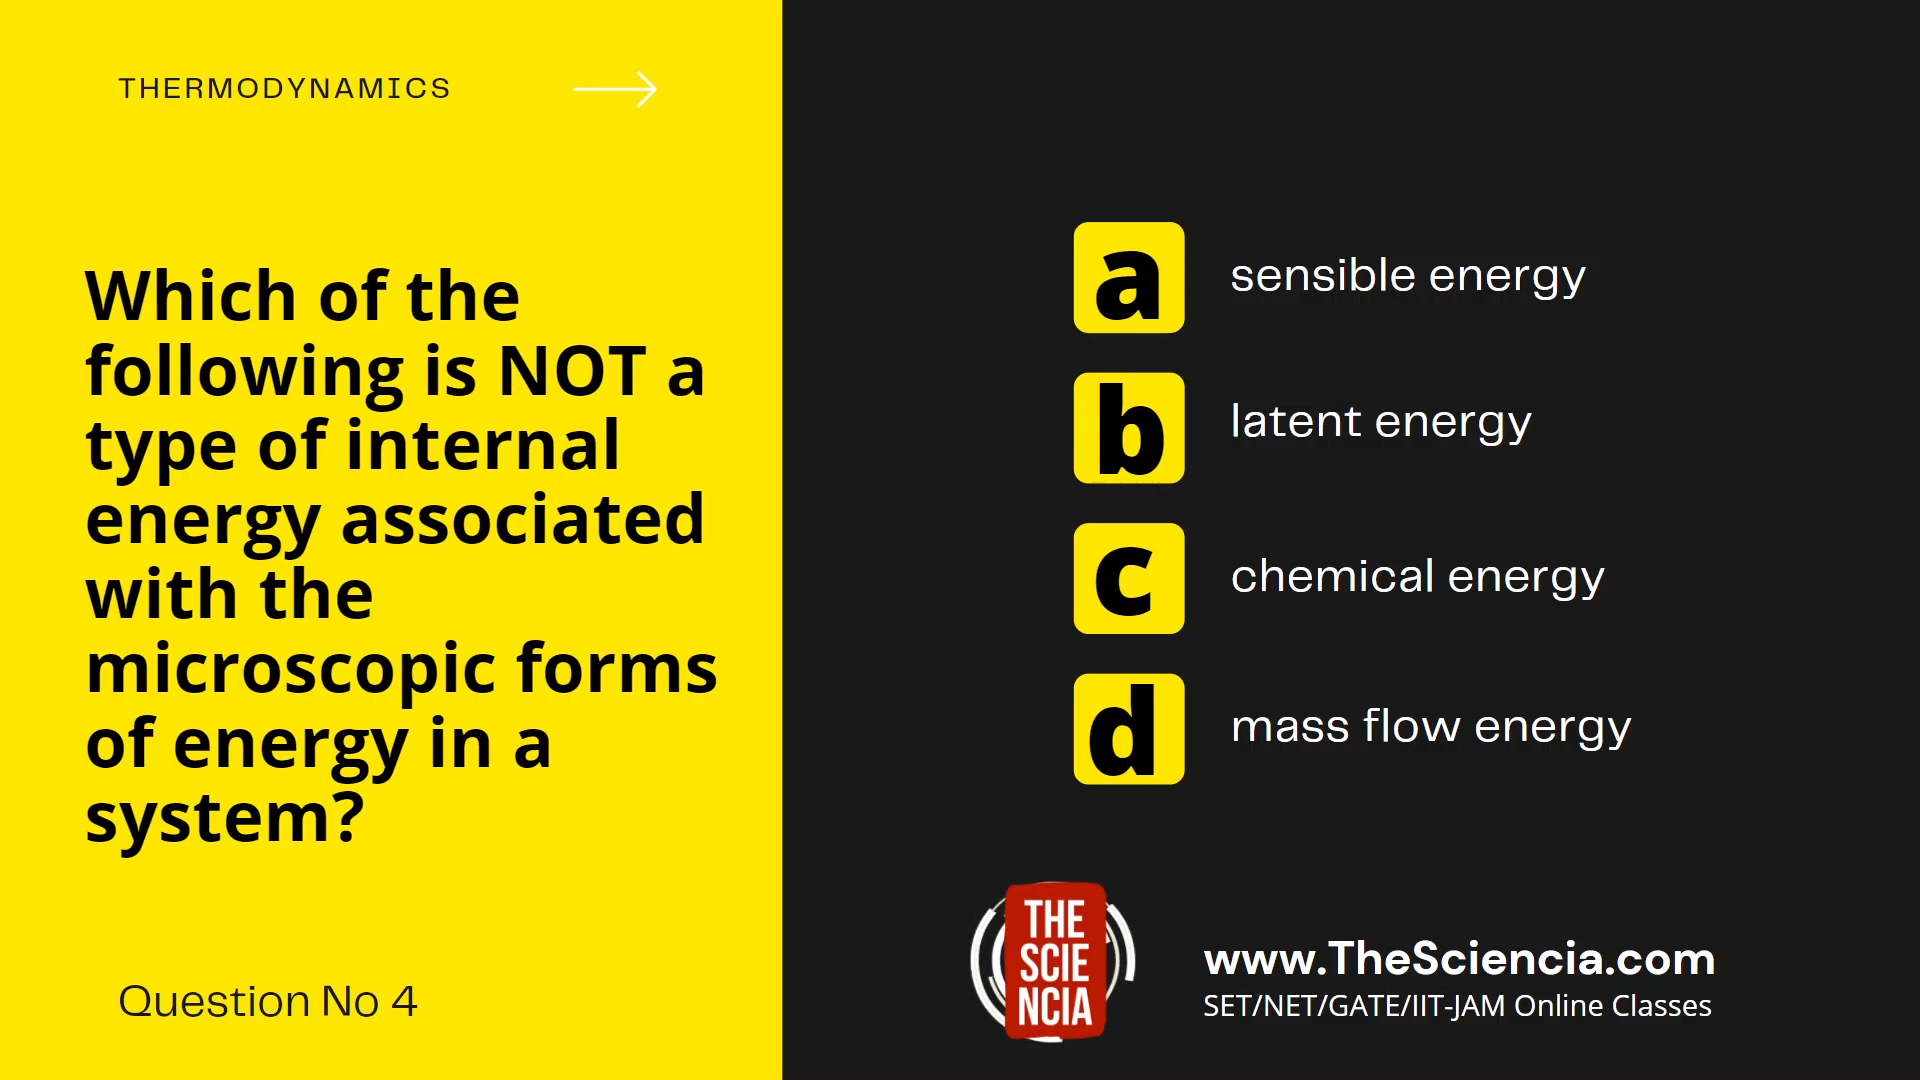 THERMODYNAMICS
Which of the
following is NOT a
type of internal
energy associated
with the
microscopic forms
of energy in a
system?
Question No 4
a sensible energy
b latent energy
c chemical energy
d mass flow energy
THE
SCIE
NCIA
www.TheSciencia.com
SET/NET/GATE/IIT-JAM Online Classes